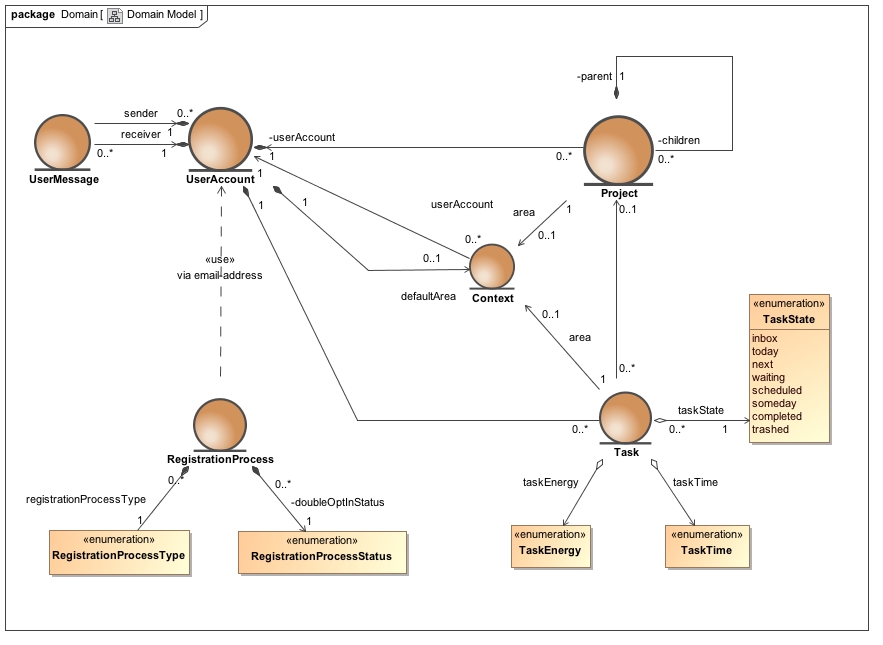 package Domain [ Domain Model ]
-parent 1
sender 0..*
receiver 1
0..* 1
-userAccount
1
0..*
-children
0..*
UserMessage
UserAccount
1
Project
1
1
userAccount
area
1
0..1
0..1
0..*
0..1
«use»
via email-address
defaultArea
Context
0..1
area
«enumeration»
TaskState
inbox
today
next
waiting
scheduled
someday
completed
trashed
0..*
1
taskState
0..*
0..* 1
Task
RegistrationProcess
0..*
0..*
taskEnergy
taskTime
registrationProcessType
-doubleOptInStatus
1
1
«enumeration»
RegistrationProcessType
«enumeration»
RegistrationProcessStatus
«enumeration»
TaskEnergy
«enumeration»
TaskTime